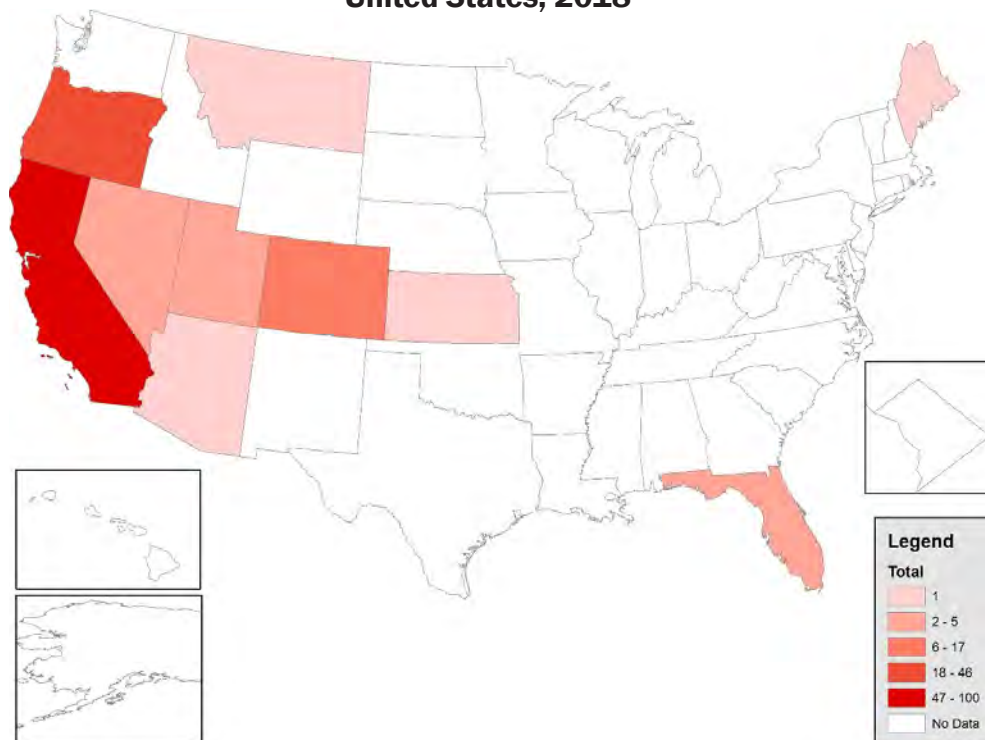 United States, 2018
Legend
Total
1
2 - 5
6 - 17
18 - 46
47 - 100
No Data